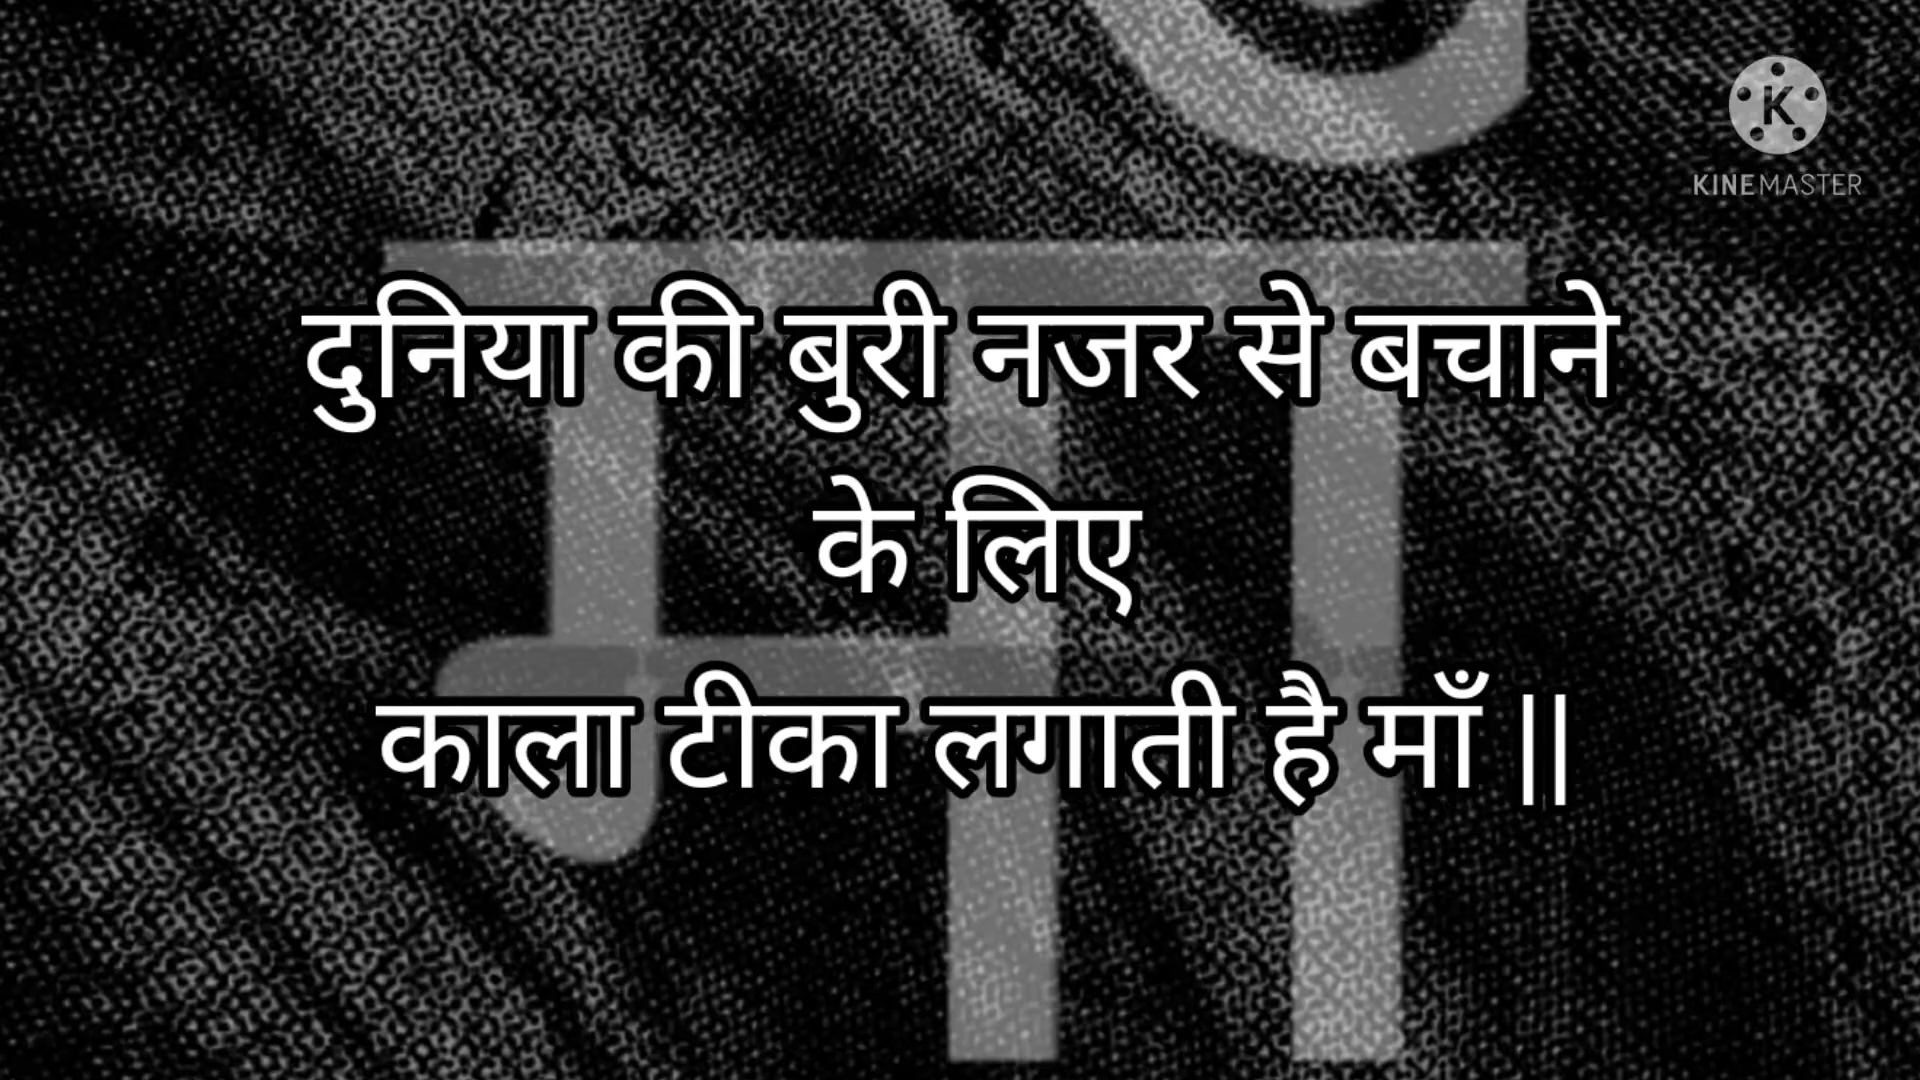 KINEMASTER
दुनिया की बुरी नजर से बचाने
के लिए
काला टीका लगाती है माँ ||
माँ